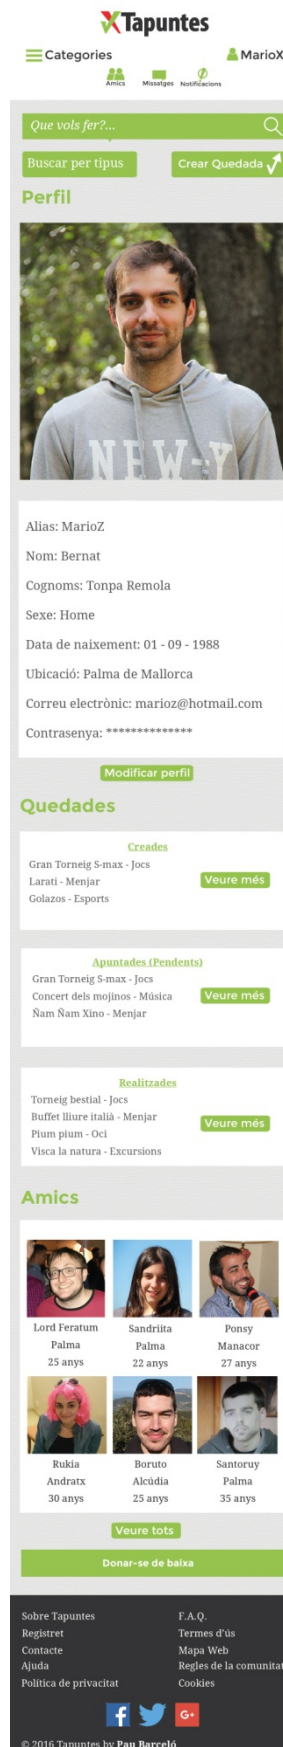 Tapuntes
Categories
MarioX
Amics
Missatges
Notificacions
Que vols fer?...
Buscar per tipus
Crear Quedada
Perfil
NEW-Y
Alias: MarioZ
Nom: Bernat
Cognoms: Tonpa Remola
Sexe: Home
Data de naixement: 01 - 09 - 1988
Ubicació: Palma de Mallorca
Correu electrònic: marioz@hotmail.com
Contrasenya: **************
Modificar perfil
Quedades
Creades
Gran Torneig S-max - Jocs
Larati - Menjar
Golazos - Esports
Veure més
Apuntades (Pendents)
Gran Torneig S-max - Jocs
Concert dels mojinos - Música
Ñam Ñam Xino - Menjar
Veure més
Realitzades
Torneig bestial - Jocs
Buffet lliure italià - Menjar
Pium pium - Oci
Visca la natura - Excursions
Veure més
Amics
Lord Feratum
Palma
25 anys
Sandriita
Palma
22 anys
Ponsy
Manacor
27 anys
Rukia
Andratx
30 anys
Boruto
Alcúdia
25 anys
Santoruy
Palma
35 anys
Veure tots
Donar-se de baixa
Sobre Tapuntes
Registret
Contacte
Ajuda
Política de privacitat
F.A.Q.
Termes d'ús
Mapa Web
Regles de la comunitat
Cookies
© 2016 Tapuntes by Pau Barceló